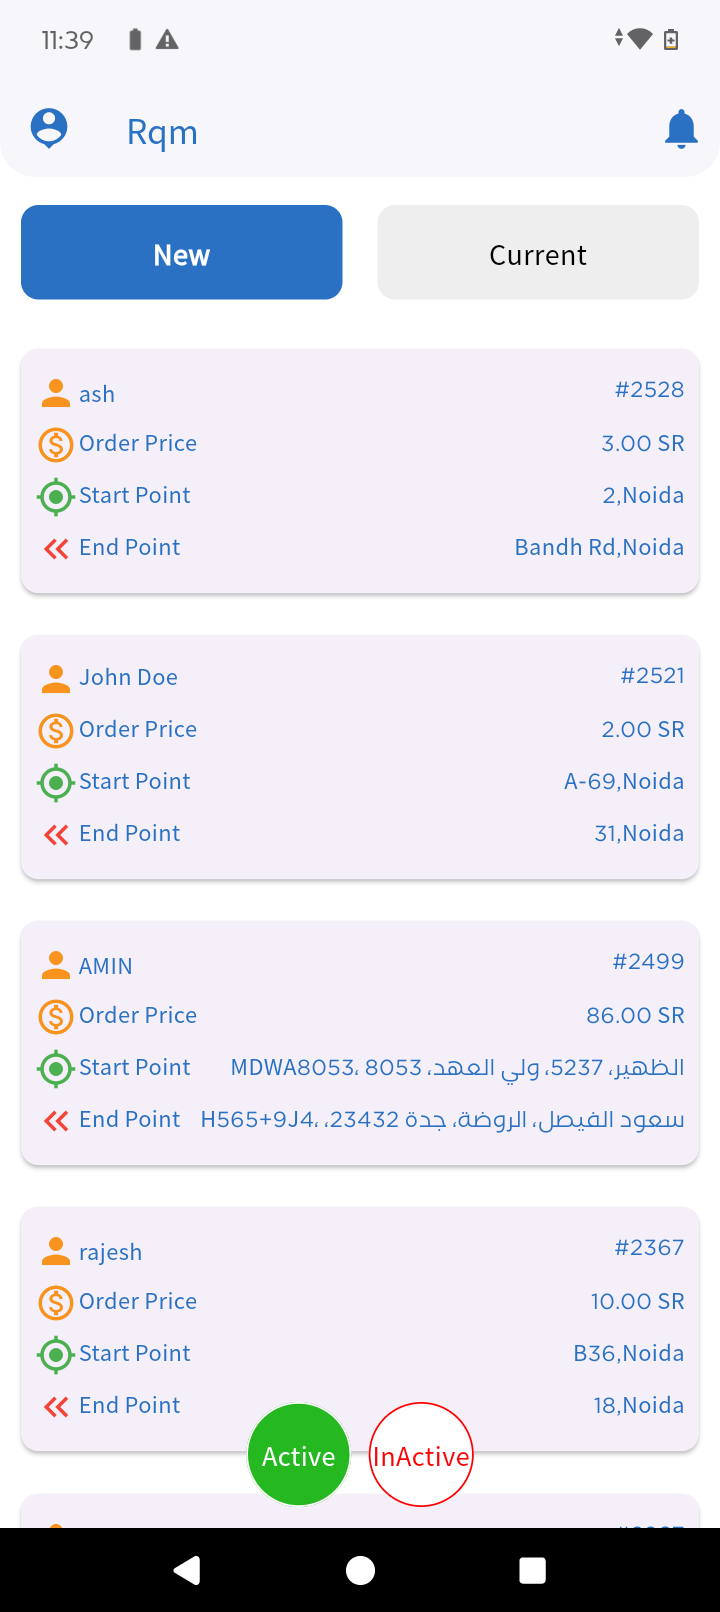 11:39
Rqm
New
Current
ash
#2528
Order Price
3.00 SR
Start Point
2,Noida
End Point
Bandh Rd,Noida
John Doe
#2521
Order Price
2.00 SR
Start Point
A-69,Noida
End Point
31,Noida
AMIN
#2499
Order Price
86.00 SR
Start Point
الظهير، 5237، ولي العهد، MDWA8053، 8053
End Point
سعود الفيصل، الروضة، جدة 23432، H565+9J4،
rajesh
#2367
Order Price
10.00 SR
Start Point
B36,Noida
End Point
18,Noida
Active
InActive